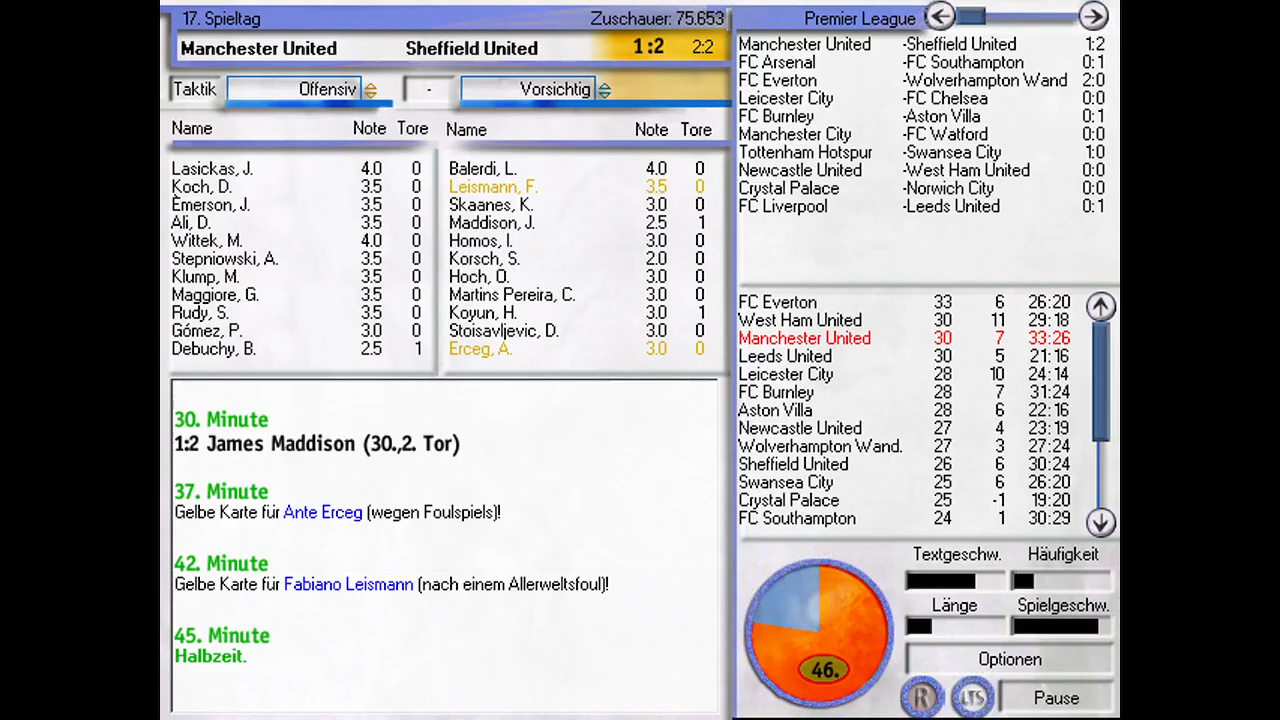 17. Spieltag Zuschauer: 75.653
Manchester United Sheffield United 1:2 2:2
Taktik Offensiv - Vorsichtig
Name Note Tore Name Note Tore
Lasickas, J. 4.0 0 Balerdi, L. 4.0 0
Koch, D. 3.5 0 Leismann, F. 3.5 0
Èmerson, J. 3.5 0 Skaanes, K. 3.0 0
Ali, D. 3.5 0 Maddison, J. 2.5 1
Wittek, M. 4.0 0 Homos, I. 3.0 0
Stepniowski, A. 3.5 0 Korsch, S. 2.0 0
Klump, M. 3.5 0 Hoch, O. 3.0 0
Maggiore, G. 3.5 0 Martins Pereira, C. 3.0 0
Rudy, S. 3.5 0 Koyun, H. 3.0 1
Gómez, P. 3.0 0 Stoisavljevic, D. 3.0 0
Debuchy, B. 2.5 1 Erceg, A. 3.0 0
30. Minute
1:2 James Maddison (30.,2. Tor)
37. Minute
Gelbe Karte für Ante Erceg (wegen Foulspiels)!
42. Minute
Gelbe Karte für Fabiano Leismann (nach einem Allerweltsfoul)!
45. Minute
Halbzeit.
Premier League
Manchester United -Sheffield United 1:2
FC Arsenal -FC Southampton 0:1
FC Everton -Wolverhampton Wand 2:0
Leicester City -FC Chelsea 0:0
FC Burnley -Aston Villa 0:1
Manchester City -FC Watford 0:0
Tottenham Hotspur -Swansea City 1:0
Newcastle United -West Ham United 0:0
Crystal Palace -Norwich City 0:0
FC Liverpool -Leeds United 0:1
FC Everton 33 6 26:20
West Ham United 30 11 29:18
Manchester United 30 7 33:26
Leeds United 30 5 21:16
Leicester City 28 10 24:14
FC Burnley 28 7 31:24
Aston Villa 28 6 22:16
Newcastle United 27 4 23:19
Wolverhampton Wand. 27 3 27:24
Sheffield United 26 6 30:24
Swansea City 25 6 26:20
Crystal Palace 25 -1 19:20
FC Southampton 24 1 30:29
Textgeschw. Häufigkeit
Länge Spielgeschw.
46.
Optionen
R LTS Pause